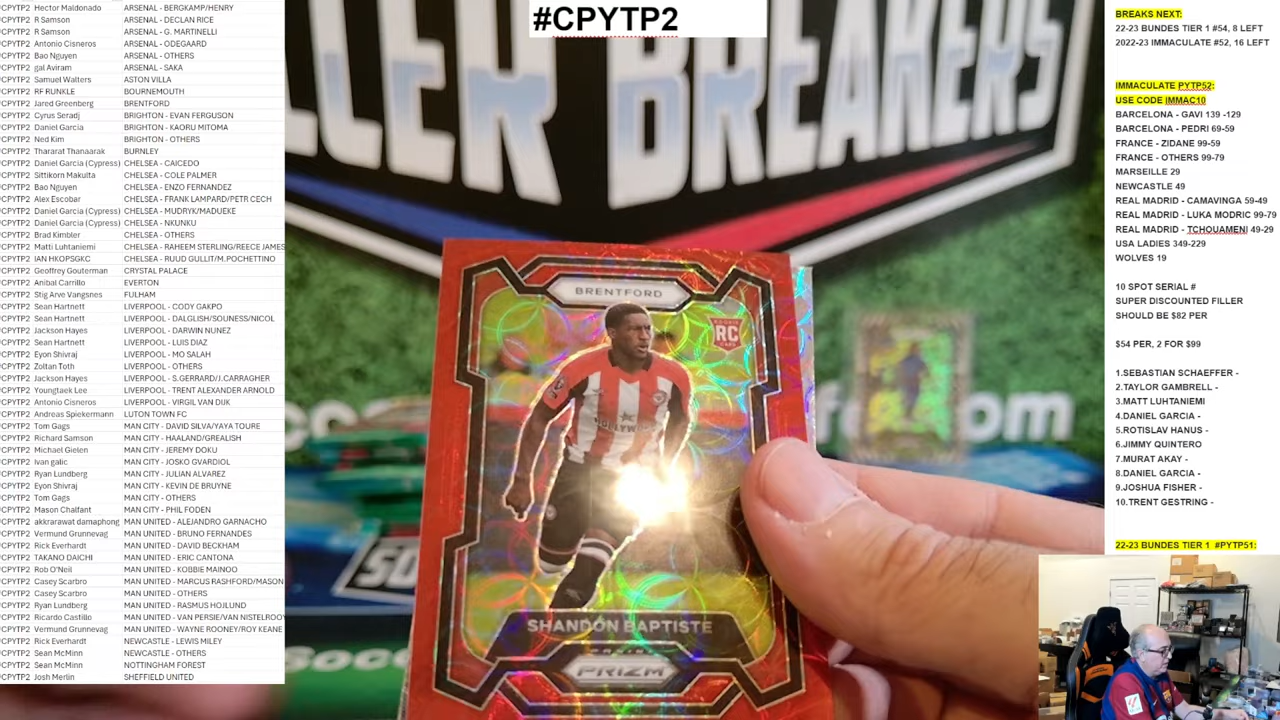 #CPYTP2
CPYTP2 Hector Maldonado ARSENAL - BERGKAMP/HENRY
CPYTP2 R Samson ARSENAL - DECLAN RICE
CPYTP2 R Samson ARSENAL - G. MARTINELLI
CPYTP2 Antonio Cisneros ARSENAL - ODEGAARD
CPYTP2 Bao Nguyen ARSENAL - OTHERS
CPYTP2 gal Aviram ARSENAL - SAKA
CPYTP2 Samuel Walters ASTON VILLA
CPYTP2 RF RUNKLE BOURNEMOUTH
CPYTP2 Jared Greenberg BRENTFORD
CPYTP2 Cyrus Seradj BRIGHTON - EVAN FERGUSON
CPYTP2 Daniel Garcia BRIGHTON - KAORU MITOMA
CPYTP2 Ned Kim BRIGHTON - OTHERS
CPYTP2 Thararat Thanaarak BURNLEY
CPYTP2 Daniel Garcia (Cypress) CHELSEA - CAICEDO
CPYTP2 Sittikorn Makulta CHELSEA - COLE PALMER
CPYTP2 Bao Nguyen CHELSEA - ENZO FERNANDEZ
CPYTP2 Alex Escobar CHELSEA - FRANK LAMPARD/PETR CECH
CPYTP2 Daniel Garcia (Cypress) CHELSEA - MUDRYK/MADUEKE
CPYTP2 Daniel Garcia (Cypress) CHELSEA - NKUNKU
CPYTP2 Brad Kimbler CHELSEA - OTHERS
CPYTP2 Matti Luhtaniemi CHELSEA - RAHEEM STERLING/REECE JAMES
CPYTP2 IAN HKOPSGKC CHELSEA - RUUD GULLIT/M.POCHETTINO
CPYTP2 Geoffrey Gouterman CRYSTAL PALACE
CPYTP2 Anibal Carrillo EVERTON
CPYTP2 Stig Arve Vangsnes FULHAM
CPYTP2 Sean Hartnett LIVERPOOL - CODY GAKPO
CPYTP2 Sean Hartnett LIVERPOOL - DALGLISH/SOUNESS/NICOL
CPYTP2 Jackson Hayes LIVERPOOL - DARWIN NUNEZ
CPYTP2 Sean Hartnett LIVERPOOL - LUIS DIAZ
CPYTP2 Eyon Shivraj LIVERPOOL - MO SALAH
CPYTP2 Zoltan Toth LIVERPOOL - OTHERS
CPYTP2 Jackson Hayes LIVERPOOL - S.GERRARD/J.CARRAGHER
CPYTP2 Youngtaek Lee LIVERPOOL - TRENT ALEXANDER ARNOLD
CPYTP2 Antonio Cisneros LIVERPOOL - VIRGIL VAN DIJK
CPYTP2 Andreas Spiekermann LUTON TOWN FC
CPYTP2 Tom Gags MAN CITY - DAVID SILVA/YAYA TOURE
CPYTP2 Richard Samson MAN CITY - HAALAND/GREALISH
CPYTP2 Michael Gielen MAN CITY - JEREMY DOKU
CPYTP2 Ivan galic MAN CITY - JOSKO GVARDIOL
CPYTP2 Ryan Lundberg MAN CITY - JULIAN ALVAREZ
CPYTP2 Eyon Shivraj MAN CITY - KEVIN DE BRUYNE
CPYTP2 Tom Gags MAN CITY - OTHERS
CPYTP2 Mason Chalfant MAN CITY - PHIL FODEN
CPYTP2 akkrarawat damaphong MAN UNITED - ALEJANDRO GARNACHO
CPYTP2 Vermund Grunnevag MAN UNITED - BRUNO FERNANDES
CPYTP2 Rick Everhardt MAN UNITED - DAVID BECKHAM
CPYTP2 TAKANO DAICHI MAN UNITED - ERIC CANTONA
CPYTP2 Rob O'Neil MAN UNITED - KOBBIE MAINOO
CPYTP2 Casey Scarbro MAN UNITED - MARCUS RASHFORD/MASON
CPYTP2 Casey Scarbro MAN UNITED - OTHERS
CPYTP2 Ryan Lundberg MAN UNITED - RASMUS HOJLUND
CPYTP2 Ricardo Castillo MAN UNITED - VAN PERSIE/VAN NISTELROOY
CPYTP2 Vermund Grunnevag MAN UNITED - WAYNE ROONEY/ROY KEANE
CPYTP2 Rick Everhardt NEWCASTLE - LEWIS MILEY
CPYTP2 Sean McMinn NEWCASTLE - OTHERS
CPYTP2 Sean McMinn NOTTINGHAM FOREST
CPYTP2 Josh Merlin SHEFFIELD UNITED
LLER BREAKERS
BRENTFORD
ROOKIE
RC
CARD
SHANDON BAPTISTE
PANINI
PRIZM
om
BREAKS NEXT:
22-23 BUNDES TIER 1 #54, 8 LEFT
2022-23 IMMACULATE #52, 16 LEFT
IMMACULATE PYTP52:
USE CODE IMMAC10
BARCELONA - GAVI 139 -129
BARCELONA - PEDRI 69-59
FRANCE - ZIDANE 99-59
FRANCE - OTHERS 99-79
MARSEILLE 29
NEWCASTLE 49
REAL MADRID - CAMAVINGA 59-49
REAL MADRID - LUKA MODRIC 99-79
REAL MADRID - TCHOUAMENI 49-29
USA LADIES 349-229
WOLVES 19
10 SPOT SERIAL #
SUPER DISCOUNTED FILLER
SHOULD BE $82 PER
$54 PER, 2 FOR $99
1.SEBASTIAN SCHAEFFER -
2.TAYLOR GAMBRELL -
3.MATT LUHTANIEMI
4.DANIEL GARCIA -
5.ROTISLAV HANUS -
6.JIMMY QUINTERO
7.MURAT AKAY -
8.DANIEL GARCIA -
9.JOSHUA FISHER -
10.TRENT GESTRING -
22-23 BUNDES TIER 1 #PYTP51: